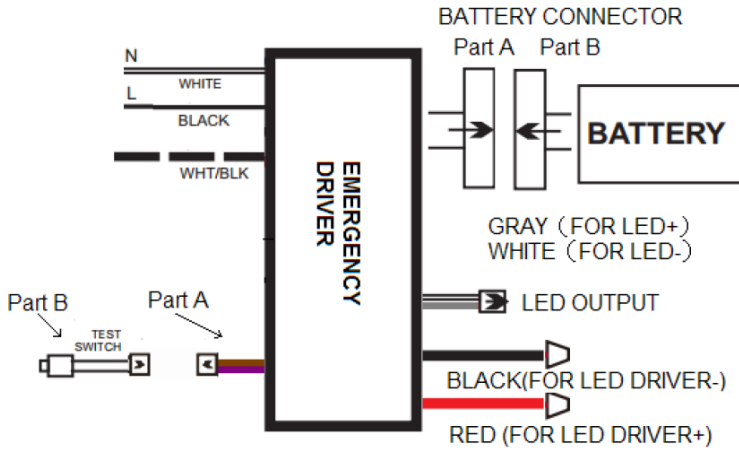 BATTERY CONNECTOR
Part A Part B
N
WHITE
L
BLACK
WHT/BLK
EMERGENCY
DRIVER
BATTERY
GRAY（FOR LED+）
WHITE（FOR LED-）
LED OUTPUT
Part B
Part A
TEST
SWITCH
BLACK(FOR LED DRIVER-)
RED (FOR LED DRIVER+)